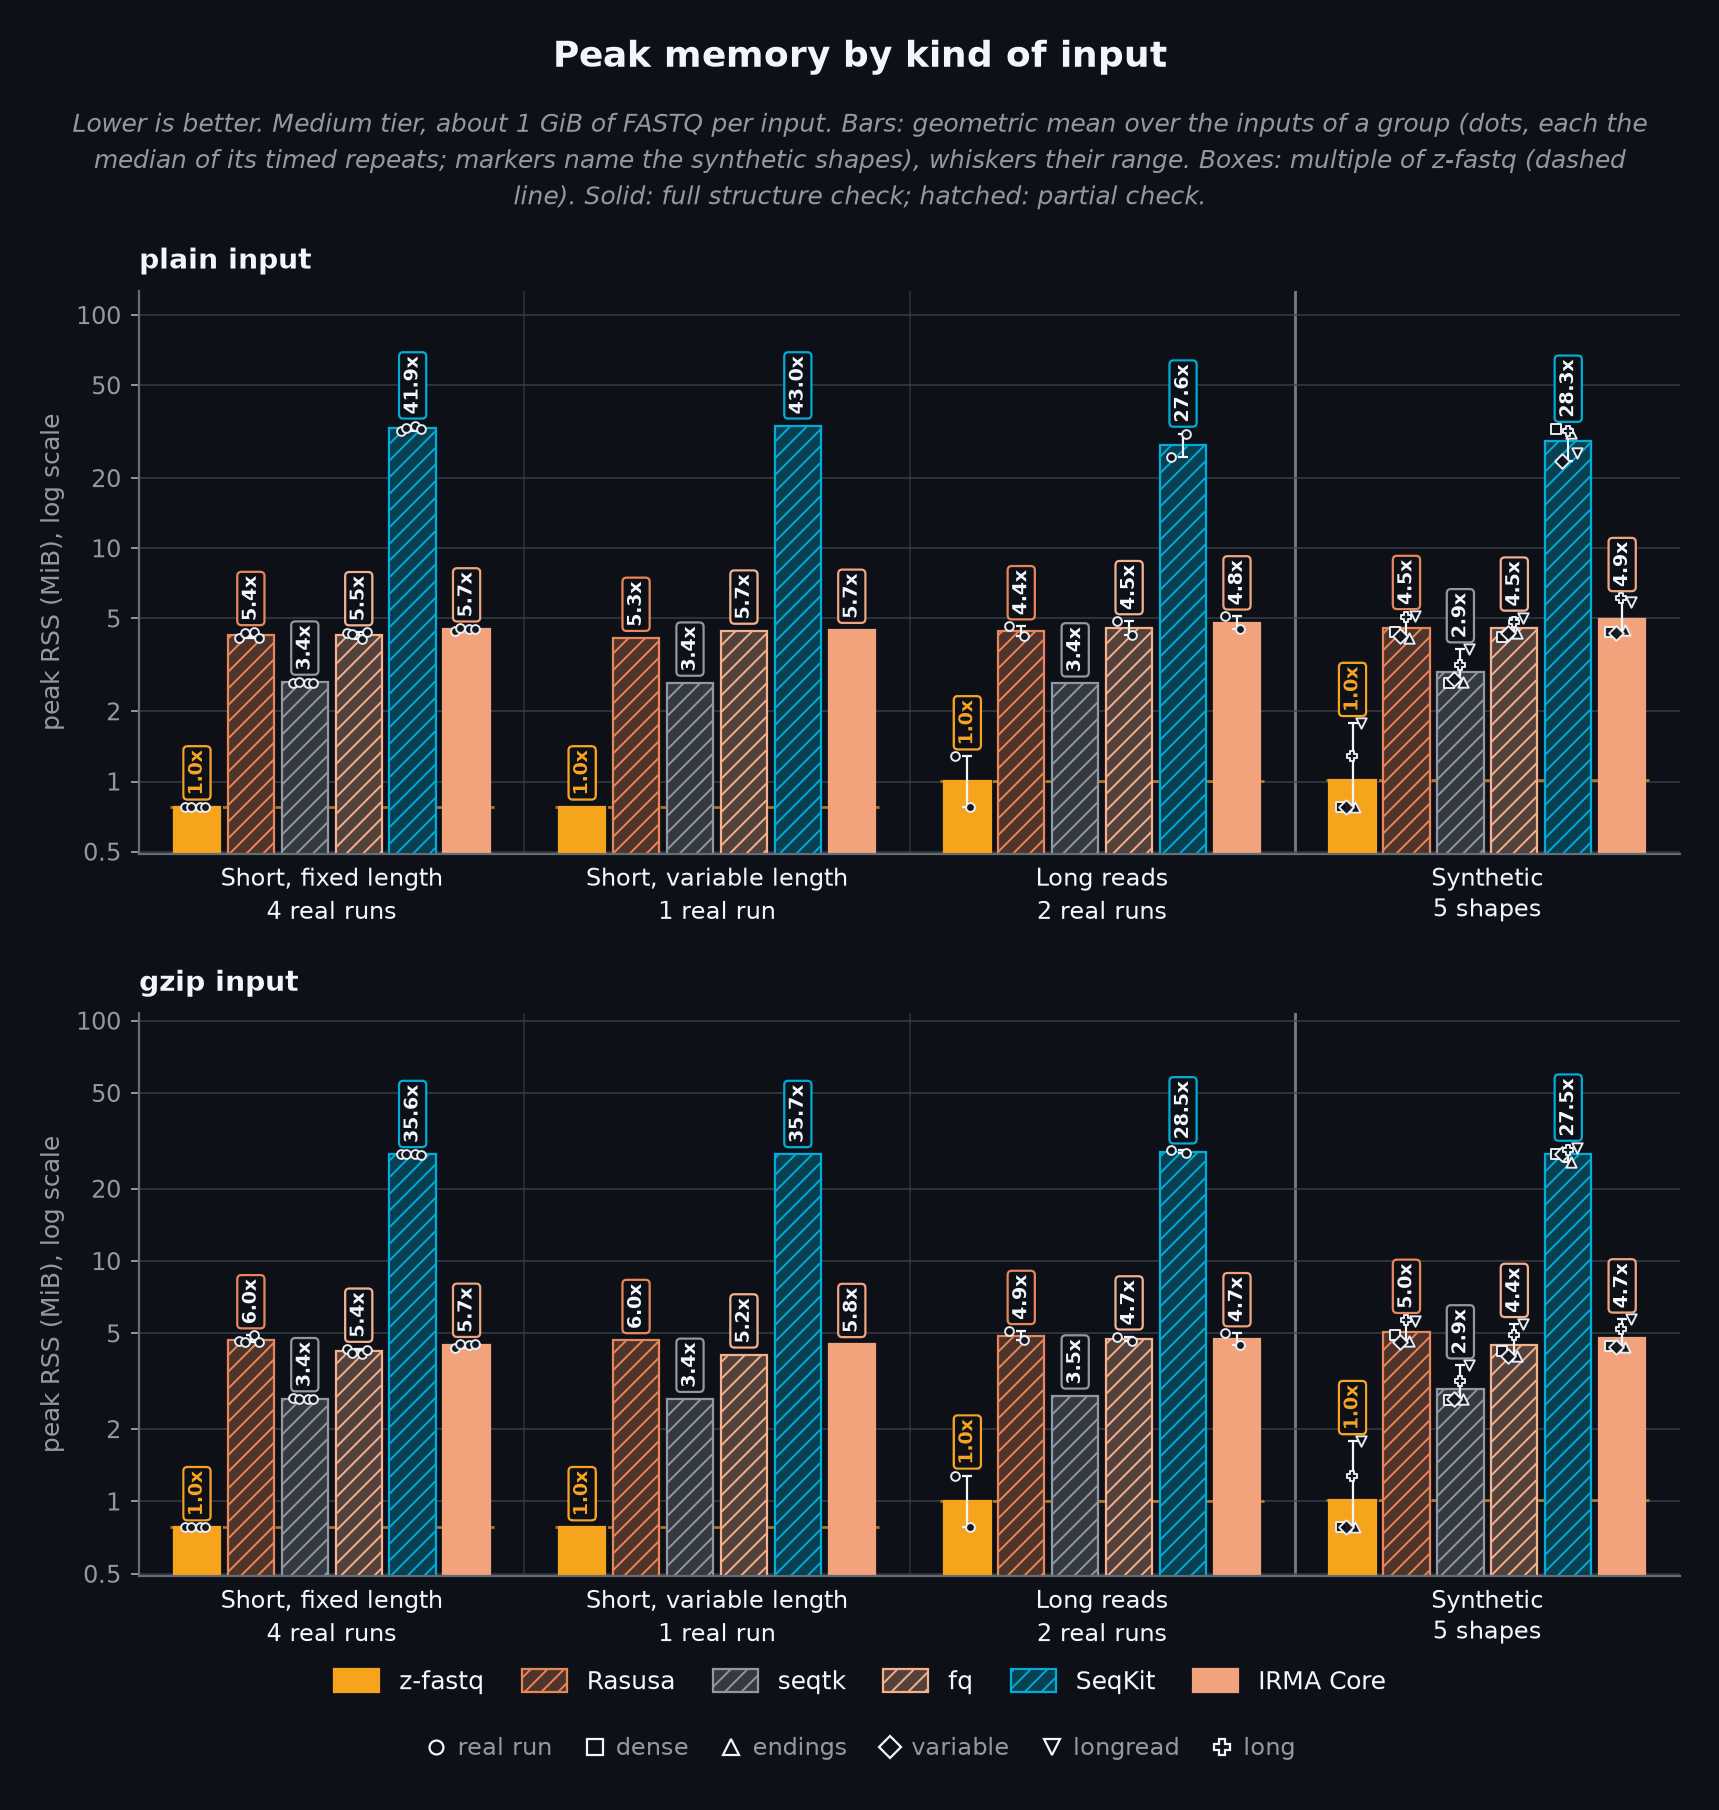 Peak memory by kind of input
Lower is better. Medium tier, about 1 GiB of FASTQ per input. Bars: geometric mean over the inputs of a group (dots, each the
median of its timed repeats; markers name the synthetic shapes), whiskers their range. Boxes: multiple of z-fastq (dashed
line). Solid: full structure check; hatched: partial check.
plain input
peak RSS (MiB), log scale
100
50
20
10
5
2
1
0.5
1.0x
5.4x
3.4x
5.5x
41.9x
5.7x
1.0x
5.3x
3.4x
5.7x
43.0x
5.7x
1.0x
4.4x
3.4x
4.5x
27.6x
4.8x
1.0x
4.5x
2.9x
4.5x
28.3x
4.9x
Short, fixed length
4 real runs
Short, variable length
1 real run
Long reads
2 real runs
Synthetic
5 shapes
gzip input
peak RSS (MiB), log scale
100
50
20
10
5
2
1
0.5
1.0x
6.0x
3.4x
5.4x
35.6x
5.7x
1.0x
6.0x
3.4x
5.2x
35.7x
5.8x
1.0x
4.9x
3.5x
4.7x
28.5x
4.7x
1.0x
5.0x
2.9x
4.4x
27.5x
4.7x
Short, fixed length
4 real runs
Short, variable length
1 real run
Long reads
2 real runs
Synthetic
5 shapes
z-fastq Rasusa seqtk fq SeqKit IRMA Core
real run dense endings variable longread long